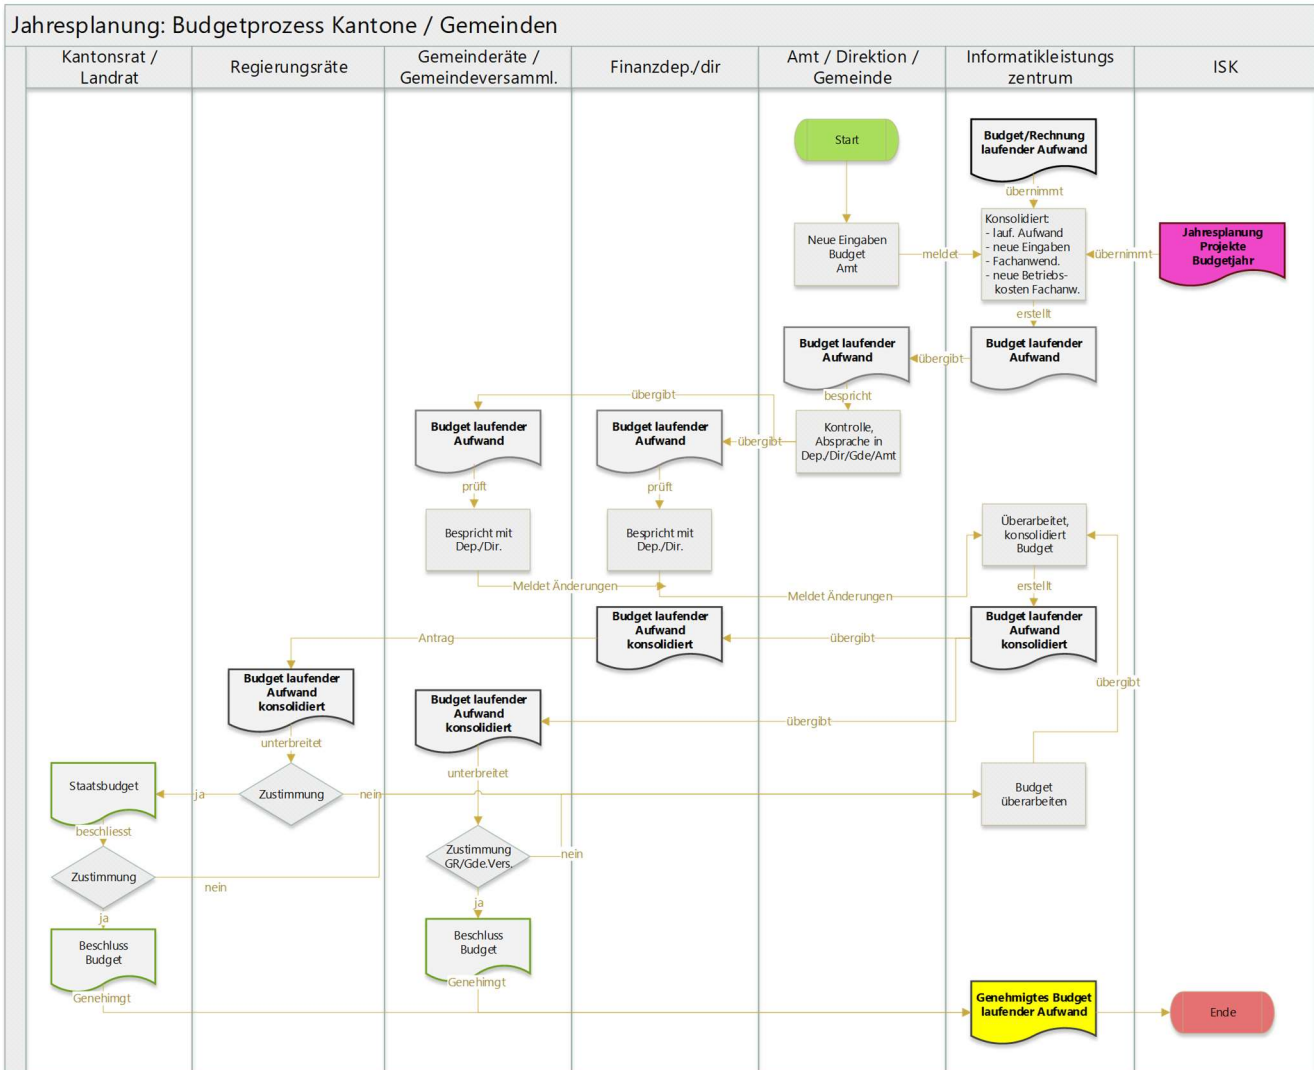 Jahresplanung: Budgetprozess Kantone / Gemeinden
Kantonsrat /
Landrat
Regierungsräte
Gemeinderäte /
Gemeindeversamml.
Finanzdep./dir
Amt / Direktion /
Gemeinde
Informatikleistungs
zentrum
ISK
Start
Budget/Rechnung
laufender Aufwand
übernimmt
Neue Eingaben
Budget
Amt
meldet
Konsolidiert:
- lauf. Aufwand
- neue Eingaben
- Fachanwend.
- neue Betriebs-
kosten Fachanw.
übernimmt
Jahresplanung
Projekte
Budgetjahr
erstellt
Budget laufender
Aufwand
übergibt
Budget laufender
Aufwand
bespricht
übergibt
Budget laufender
Aufwand
Budget laufender
Aufwand
übergibt
Kontrolle,
Absprache in
Dep./Dir/Gde/Amt
prüft
prüft
Bespricht mit
Dep./Dir.
Bespricht mit
Dep./Dir.
Überarbeitet,
konsolidiert
Budget
Meldet Änderungen
Meldet Änderungen
erstellt
Budget laufender
Aufwand
konsolidiert
Budget laufender
Aufwand
konsolidiert
Antrag
übergibt
übergibt
Budget laufender
Aufwand
konsolidiert
Budget laufender
Aufwand
konsolidiert
übergibt
unterbreitet
unterbreitet
Staatsbudget
ja
Zustimmung
nein
Budget
überarbeiten
beschliesst
Zustimmung
GR/Gde.Vers.
nein
Zustimmung
nein
ja
ja
Beschluss
Budget
Beschluss
Budget
Genehimgt
Genehimgt
Genehmigtes Budget
laufender Aufwand
Ende